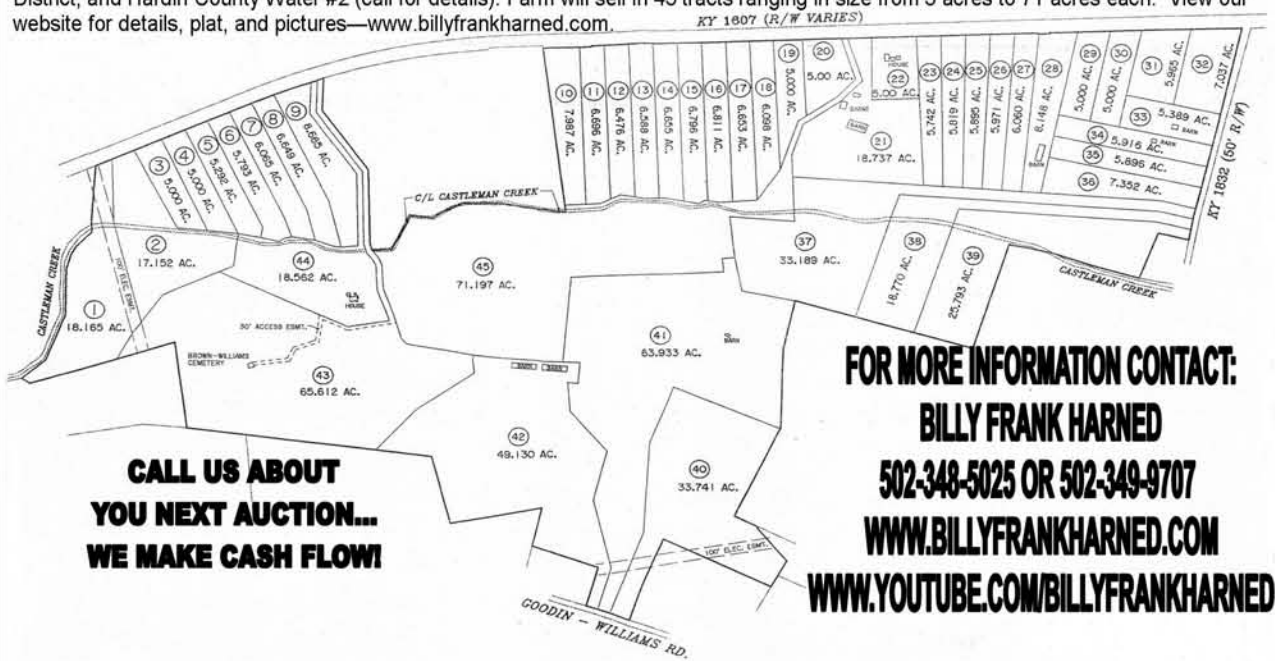 District, and Hardin County Water #2 (call for details). Farm will sell in 45 tracts ranging in size from 5 acres to 71 acres each. View our
website for details, plat, and pictures—www.billyfrankharned.com.
KY 1607 (R/W VARIES)
3 5.000 AC.
4 5.000 AC.
5 5.292 AC.
6 5.793 AC.
7 6.065 AC.
8 6.649 AC.
9 8.665 AC.
10 7.987 AC.
11 6.696 AC.
12 6.476 AC.
13 6.588 AC.
14 6.655 AC.
15 6.796 AC.
16 6.811 AC.
17 6.653 AC.
18 6.098 AC.
19 5.000 AC.
20 5.00 AC.
HOUSE
22
5.00 AC.
BARNS
BARN
21
18.737 AC.
23 5.742 AC.
24 5.819 AC.
25 5.895 AC.
26 5.971 AC.
27 6.060 AC.
28 8.148 AC.
BARN
29 5.000 AC.
30 5.000 AC.
31 5.965 AC.
32 7.037 AC.
33 5.389 AC.
BARN
34 5.916 AC.
BARN
35 5.896 AC.
36 7.352 AC.
KY 1832 (50' R/W)
C/L CASTLEMAN CREEK
CASTLEMAN CREEK
1
18.165 AC.
2
17.152 AC.
100' ELEC. ESMT.
44
18.562 AC.
HOUSE
30' ACCESS ESMT.
BROWN-WILLIAMS
CEMETERY
43
65.612 AC.
45
71.197 AC.
BARN
BARN
41
63.933 AC.
BARN
37
33.189 AC.
38
18.770 AC.
39
25.793 AC.
CASTLEMAN CREEK
42
49.130 AC.
40
33.741 AC.
100' ELEC. ESMT.
GOODIN - WILLIAMS RD.
CALL US ABOUT
YOU NEXT AUCTION...
WE MAKE CASH FLOW!
FOR MORE INFORMATION CONTACT:
BILLY FRANK HARNED
502-348-5025 OR 502-349-9707
WWW.BILLYFRANKHARNED.COM
WWW.YOUTUBE.COM/BILLYFRANKHARNED